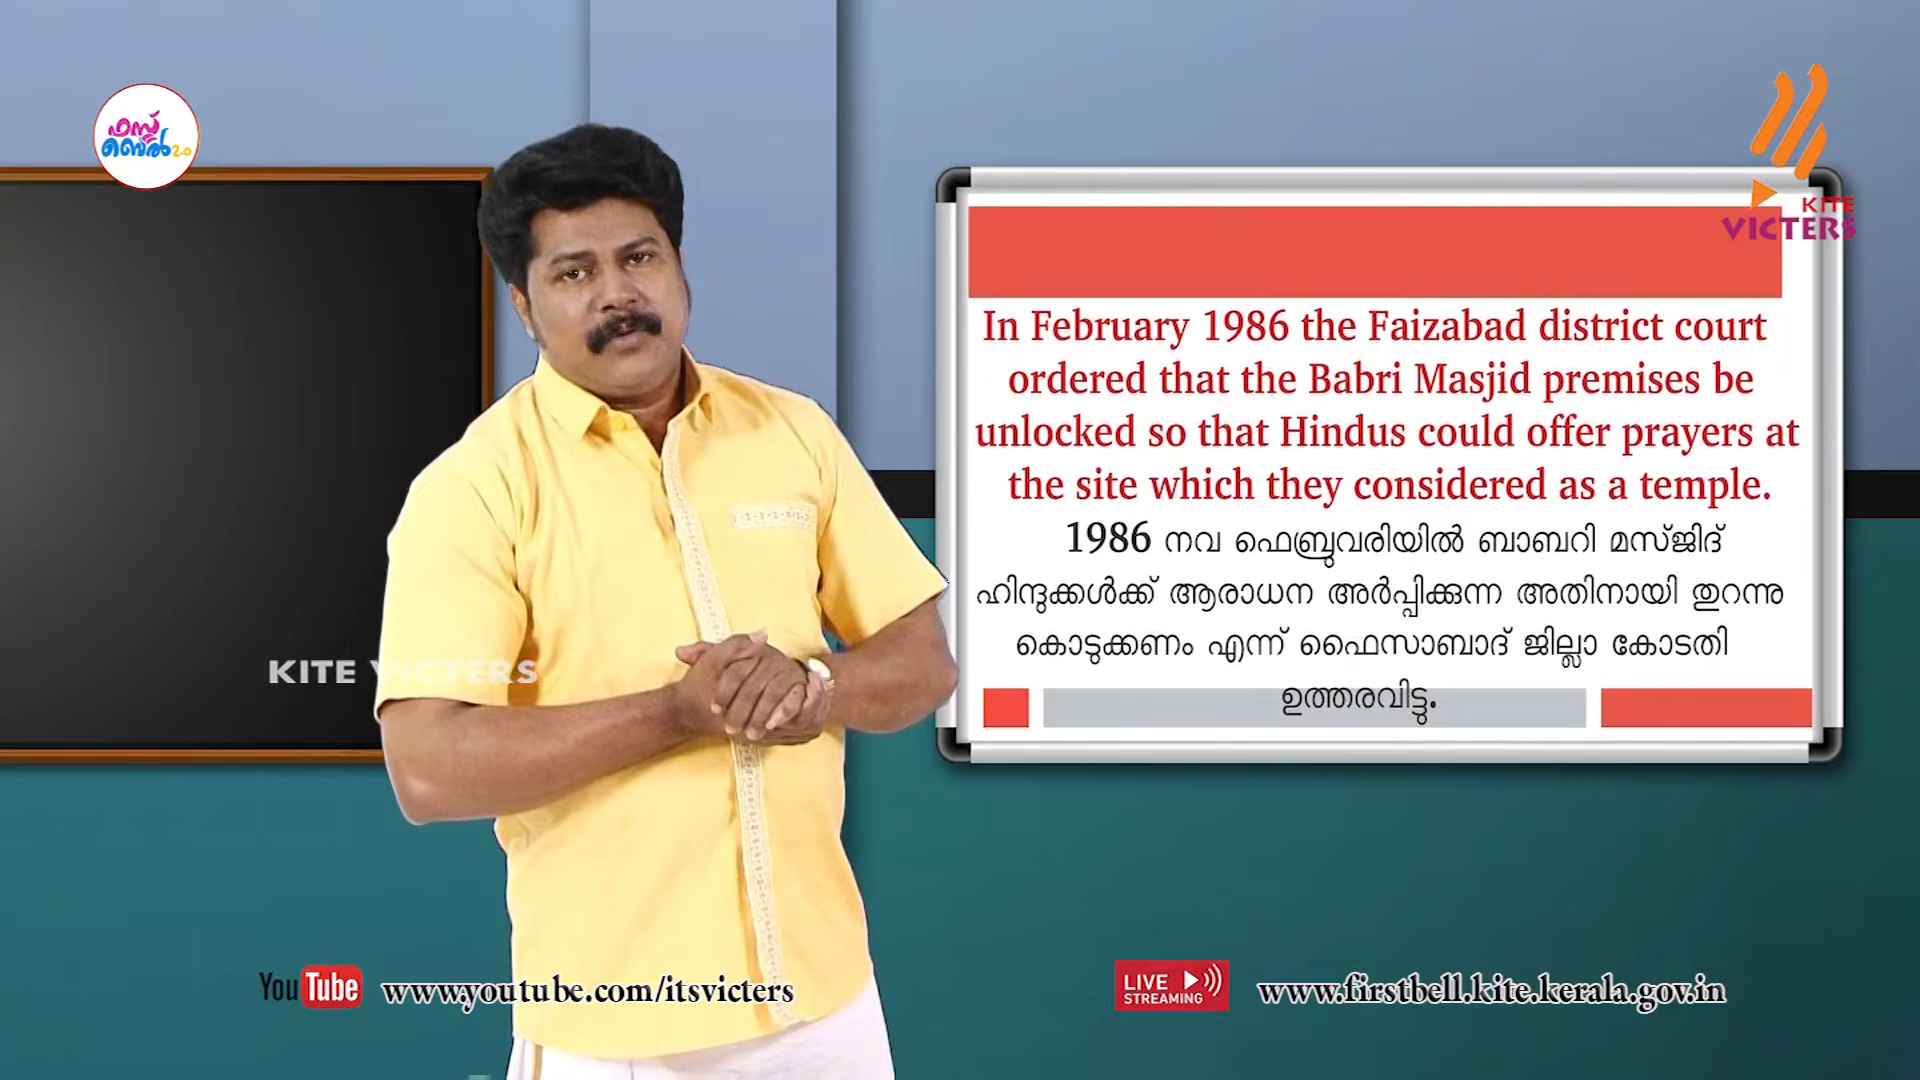 ഫസ്റ്റ്
ബെൽ 2.0
KITE
VICTERS
In February 1986 the Faizabad district court
ordered that the Babri Masjid premises be
unlocked so that Hindus could offer prayers at
the site which they considered as a temple.
1986 നവ ഫെബ്രുവരിയിൽ ബാബറി മസ്ജിദ്
ഹിന്ദുക്കൾക്ക് ആരാധന അർപ്പിക്കുന്ന അതിനായി തുറന്നു
കൊടുക്കണം എന്ന് ഫൈസാബാദ് ജില്ലാ കോടതി
ഉത്തരവിട്ടു.
KITE VICTERS
YouTube www.youtube.com/itsvicters
LIVE
STREAMING
www.firstbell.kite.kerala.gov.in